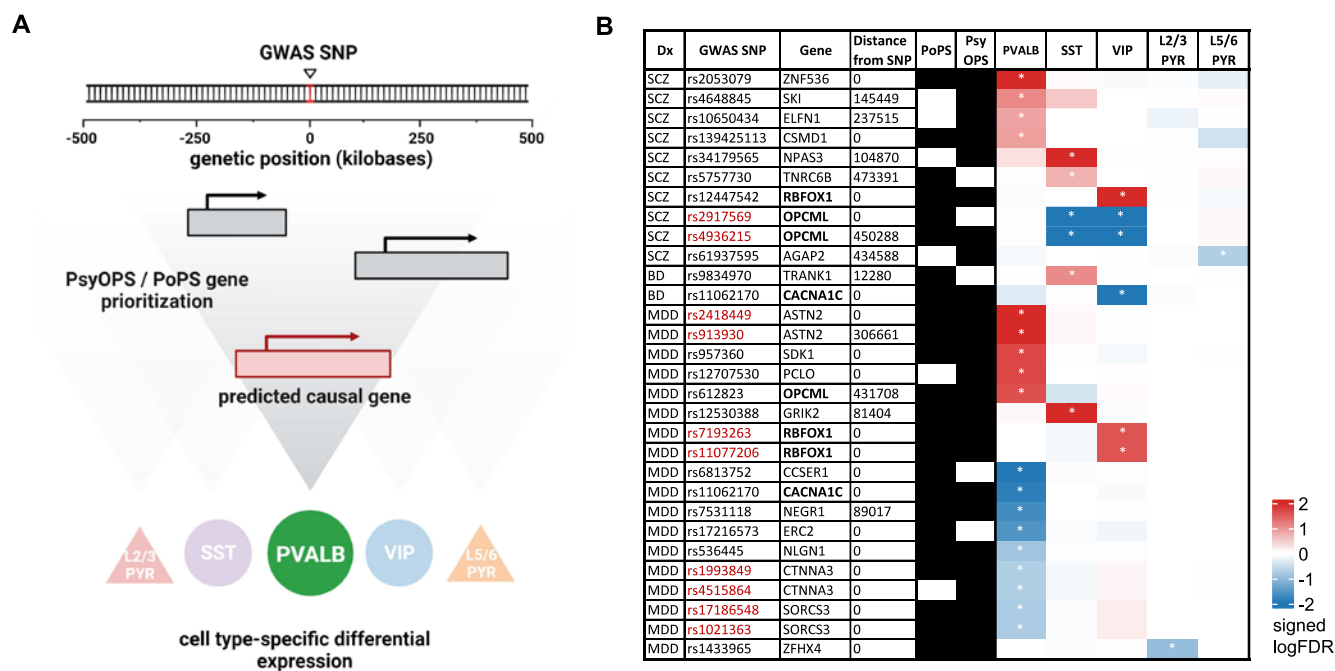 A
GWAS SNP
-500 -250 0 250 500
genetic position (kilobases)
PsyOPS / PoPS gene
prioritization
predicted causal gene
L2/3
PYR
SST
PVALB
VIP
L5/6
PYR
cell type-specific differential
expression
B
Dx GWAS SNP Gene Distance from SNP PoPS Psy OPS PVALB SST VIP L2/3 PYR L5/6 PYR
SCZ rs2053079 ZNF536 0 *
SCZ rs4648845 SKI 145449 *
SCZ rs10650434 ELFN1 237515 *
SCZ rs139425113 CSMD1 0 *
SCZ rs34179565 NPAS3 104870 *
SCZ rs5757730 TNRC6B 473391 *
SCZ rs12447542 RBFOX1 0 *
SCZ rs2917569 OPCML 0 * *
SCZ rs4936215 OPCML 450288 * *
SCZ rs61937595 AGAP2 434588 *
BD rs9834970 TRANK1 12280 *
BD rs11062170 CACNA1C 0 *
MDD rs2418449 ASTN2 0 *
MDD rs913930 ASTN2 306661 *
MDD rs957360 SDK1 0 *
MDD rs12707530 PCLO 0 *
MDD rs612823 OPCML 431708 *
MDD rs12530388 GRIK2 81404 *
MDD rs7193263 RBFOX1 0 *
MDD rs11077206 RBFOX1 0 *
MDD rs6813752 CCSER1 0 *
MDD rs11062170 CACNA1C 0 *
MDD rs7531118 NEGR1 89017 *
MDD rs17216573 ERC2 0 *
MDD rs536445 NLGN1 0 *
MDD rs1993849 CTNNA3 0 *
MDD rs4515864 CTNNA3 0 *
MDD rs17186548 SORCS3 0 *
MDD rs1021363 SORCS3 0 *
MDD rs1433965 ZFHX4 0 *
2
1
0
-1
-2
signed
logFDR